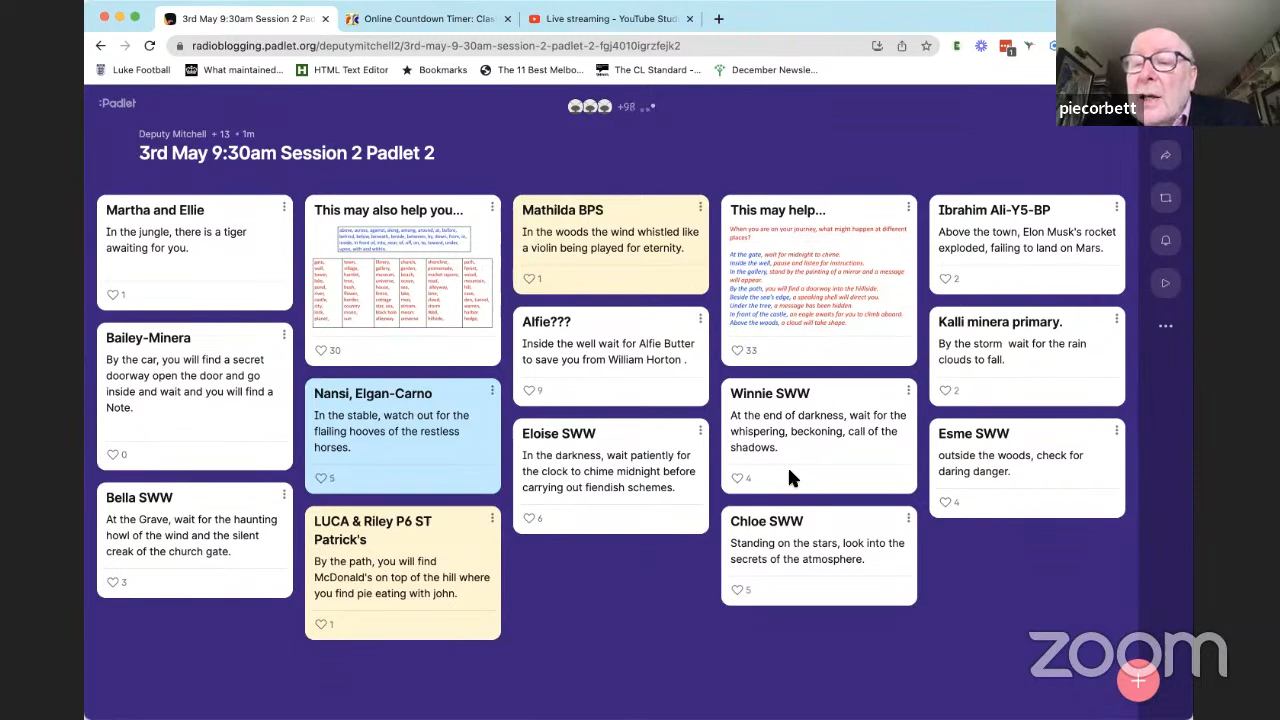 3rd May 9:30am Session 2 Pad
Online Countdown Timer: Clas
Live streaming - YouTube Stud
radioblogging.padlet.org/deputymitchell2/3rd-may-9-30am-session-2-padlet-2-fgj4010igrzfejk2
Luke Football
What maintained...
HTML Text Editor
Bookmarks
The 11 Best Melbo...
The CL Standard -...
December Newsle...
piecorbett
:Padlet
+98
Deputy Mitchell + 13 • 1m
3rd May 9:30am Session 2 Padlet 2
Martha and Ellie
In the jungle, there is a tiger
awaiting for you.
1
Bailey-Minera
By the car, you will find a secret
doorway open the door and go
inside and wait and you will find a
Note.
0
Bella SWW
At the Grave, wait for the haunting
howl of the wind and the silent
creak of the church gate.
3
This may also help you...
30
Nansi, Elgan-Carno
In the stable, watch out for the
flailing hooves of the restless
horses.
5
LUCA & Riley P6 ST
Patrick's
By the path, you will find
McDonald's on top of the hill where
you find pie eating with john.
1
Mathilda BPS
In the woods the wind whistled like
a violin being played for eternity.
1
Alfie???
Inside the well wait for Alfie Butter
to save you from William Horton .
9
Eloise SWW
In the darkness, wait patiently for
the clock to chime midnight before
carrying out fiendish schemes.
6
This may help...
When you are on your journey, what might happen at different
places?
At the gate, wait for midnight to chime.
Inside the well, pause and listen for instructions.
In the gallery, stand by the painting of a mirror and a message
will appear.
By the path, you will find a doorway into the hillside.
Beside the sea's edge, a speaking shell will direct you.
Under the tree, a message has been hidden
In front of the castle, an eagle awaits for you to climb aboard.
Above the woods, a cloud will take shape.
33
Winnie SWW
At the end of darkness, wait for the
whispering, beckoning, call of the
shadows.
4
Chloe SWW
Standing on the stars, look into the
secrets of the atmosphere.
5
Ibrahim Ali-Y5-BP
Above the town, Elon Musk's rocket
exploded, failing to land on Mars.
2
Kalli minera primary.
By the storm wait for the rain
clouds to fall.
2
Esme SWW
outside the woods, check for
daring danger.
4
zoom